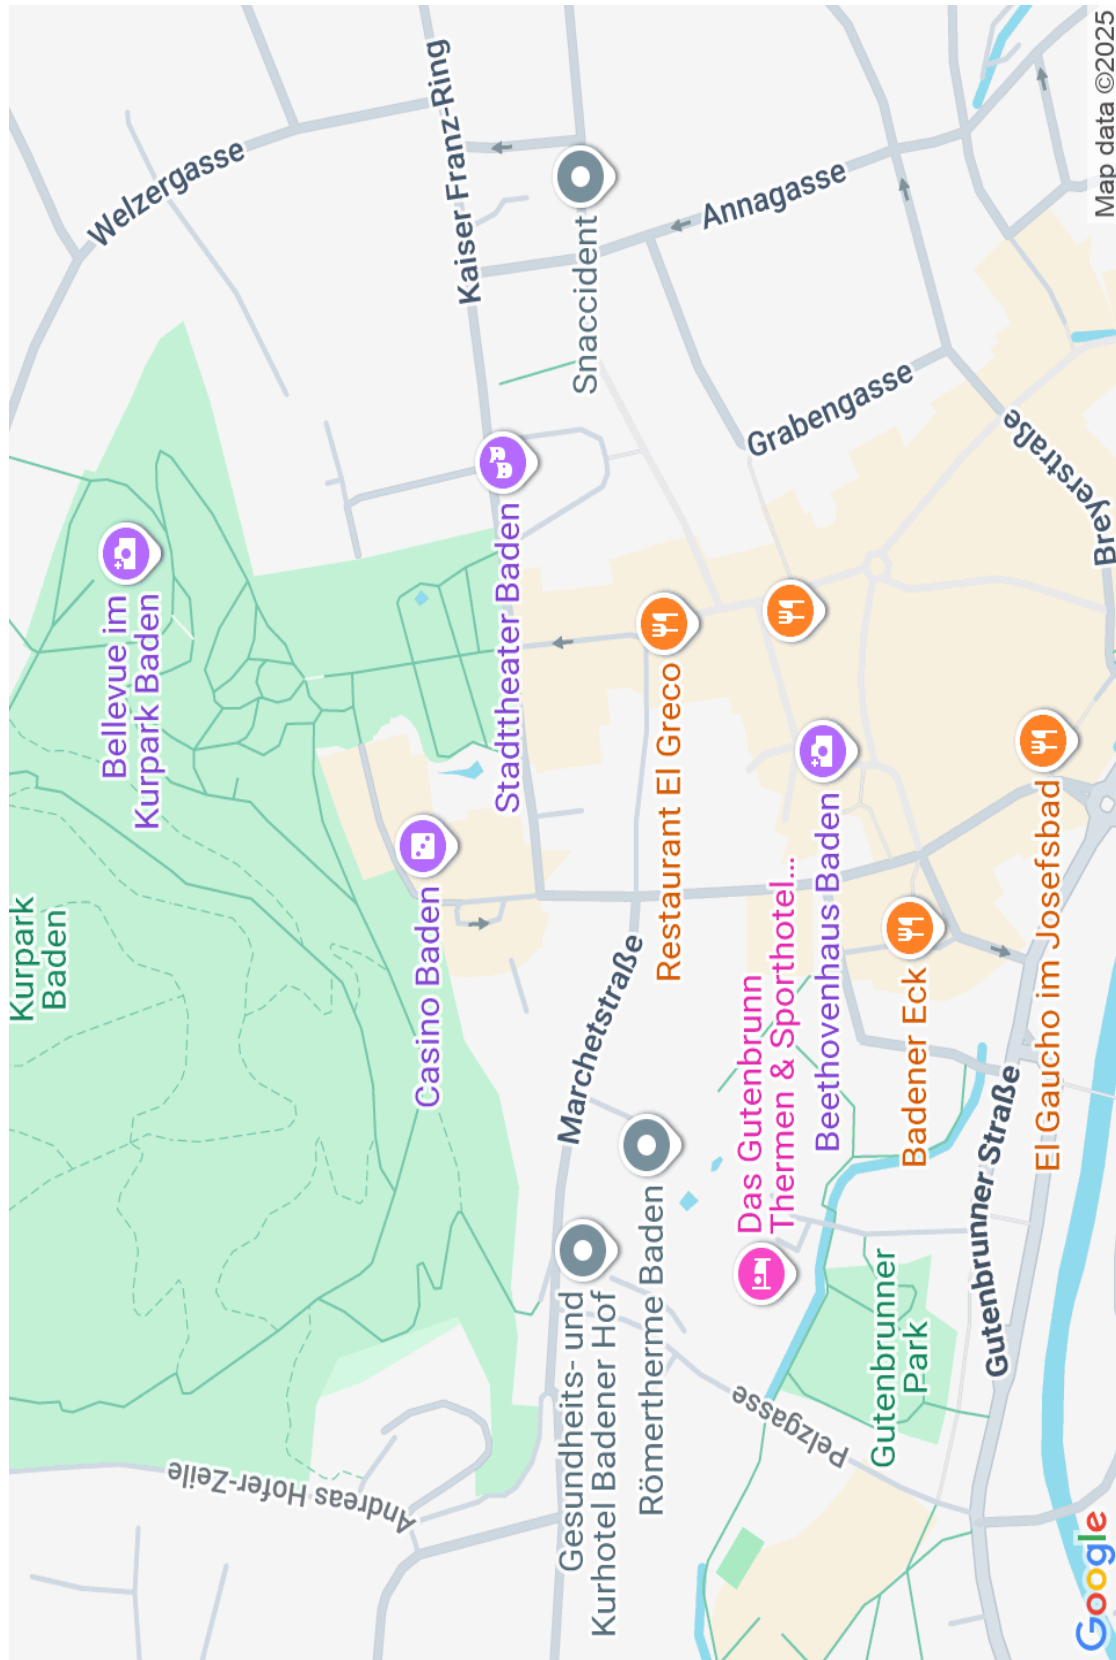 Kurpark
Baden
Bellevue im
Kurpark Baden
Welzergasse
Andreas Hofer-Zeile
Casino Baden
Kaiser Franz-Ring
Stadttheater Baden
Snaccident
Marchetstraße
Gesundheits- und
Kurhotel Badener Hof
Römertherme Baden
Restaurant El Greco
Annagasse
Das Gutenbrunn
Thermen & Sporthotel...
Pelzgasse
Beethovenhaus Baden
Grabengasse
Gutenbrunner
Park
Badener Eck
Gutenbrunner Straße
El Gaucho im Josefsbad
Breyerstraße
Google
Map data ©2025